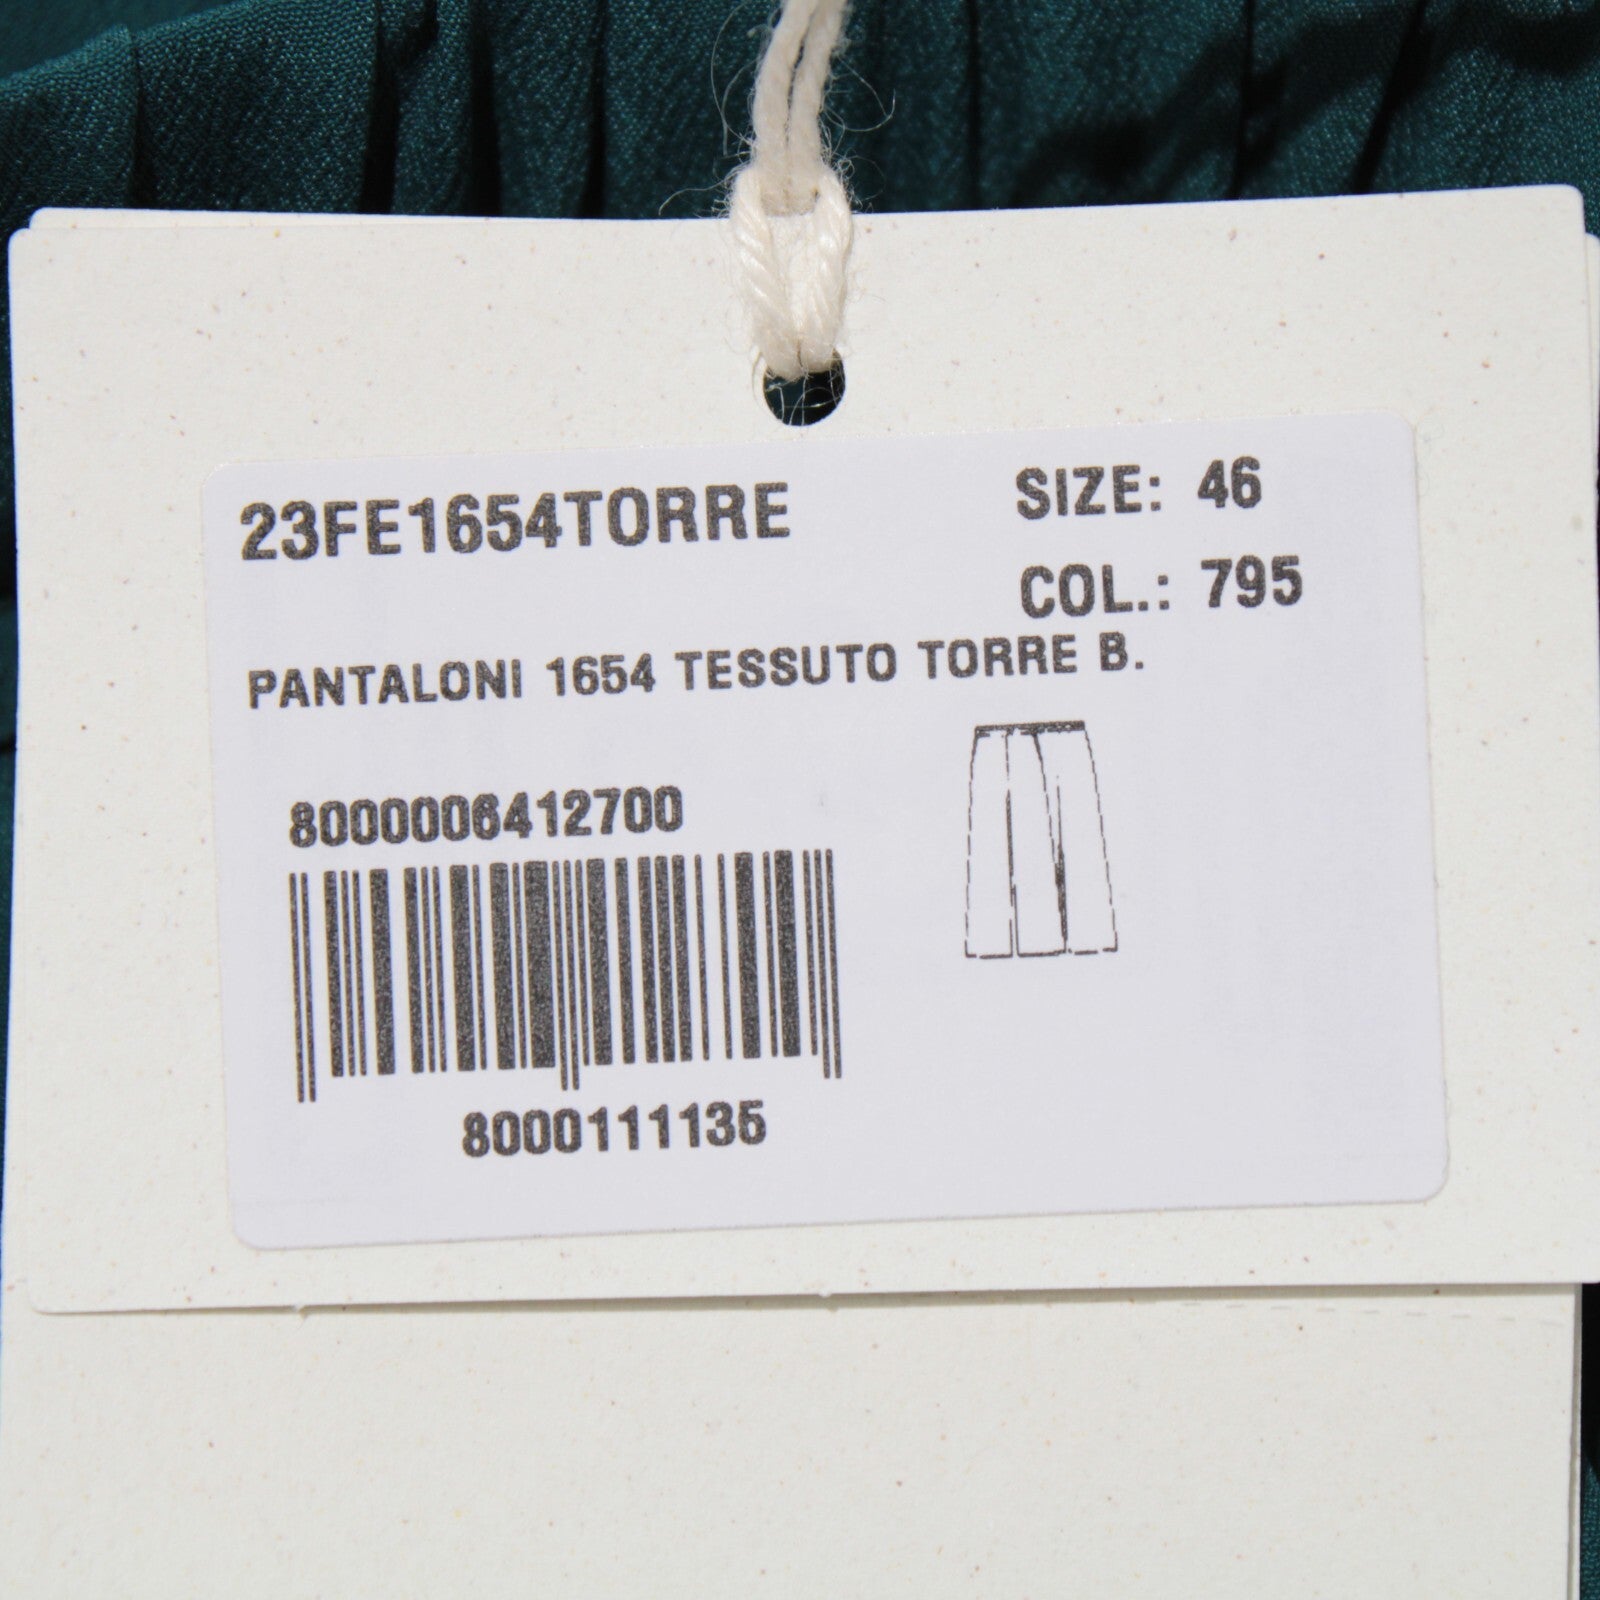 23FE1654TORRE
SIZE: 46
COL.: 795
PANTALONI 1654 TESSUTO TORRE B.
8000006412700
8000111135